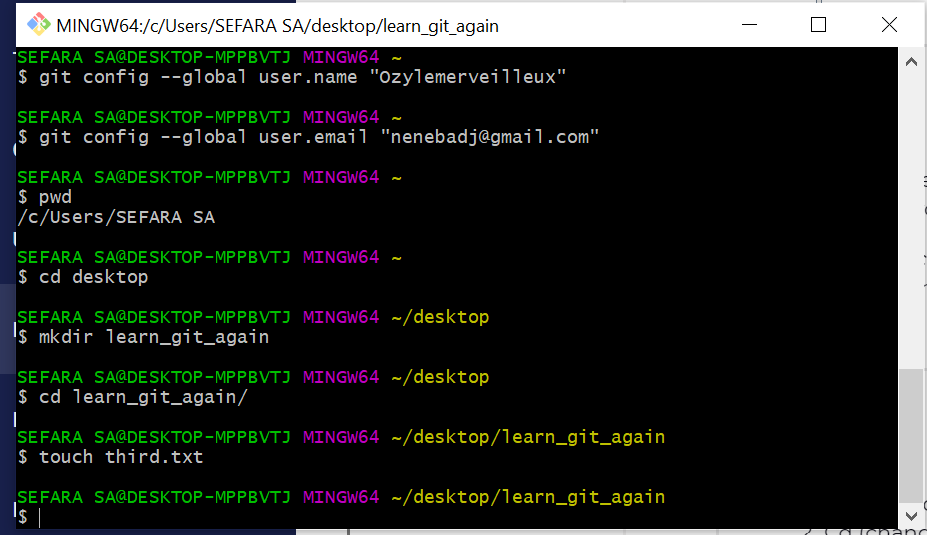 MINGW64:/c/Users/SEFARA SA/desktop/learn_git_again
SEFARA SA@DESKTOP-MPPBVTJ MINGW64 ~
$ git config --global user.name "Ozylemerveilleux"
SEFARA SA@DESKTOP-MPPBVTJ MINGW64 ~
$ git config --global user.email "nenebadj@gmail.com"
SEFARA SA@DESKTOP-MPPBVTJ MINGW64 ~
$ pwd
/c/Users/SEFARA SA
SEFARA SA@DESKTOP-MPPBVTJ MINGW64 ~
$ cd desktop
SEFARA SA@DESKTOP-MPPBVTJ MINGW64 ~/desktop
$ mkdir learn_git_again
SEFARA SA@DESKTOP-MPPBVTJ MINGW64 ~/desktop
$ cd learn_git_again/
SEFARA SA@DESKTOP-MPPBVTJ MINGW64 ~/desktop/learn_git_again
$ touch third.txt
SEFARA SA@DESKTOP-MPPBVTJ MINGW64 ~/desktop/learn_git_again
$